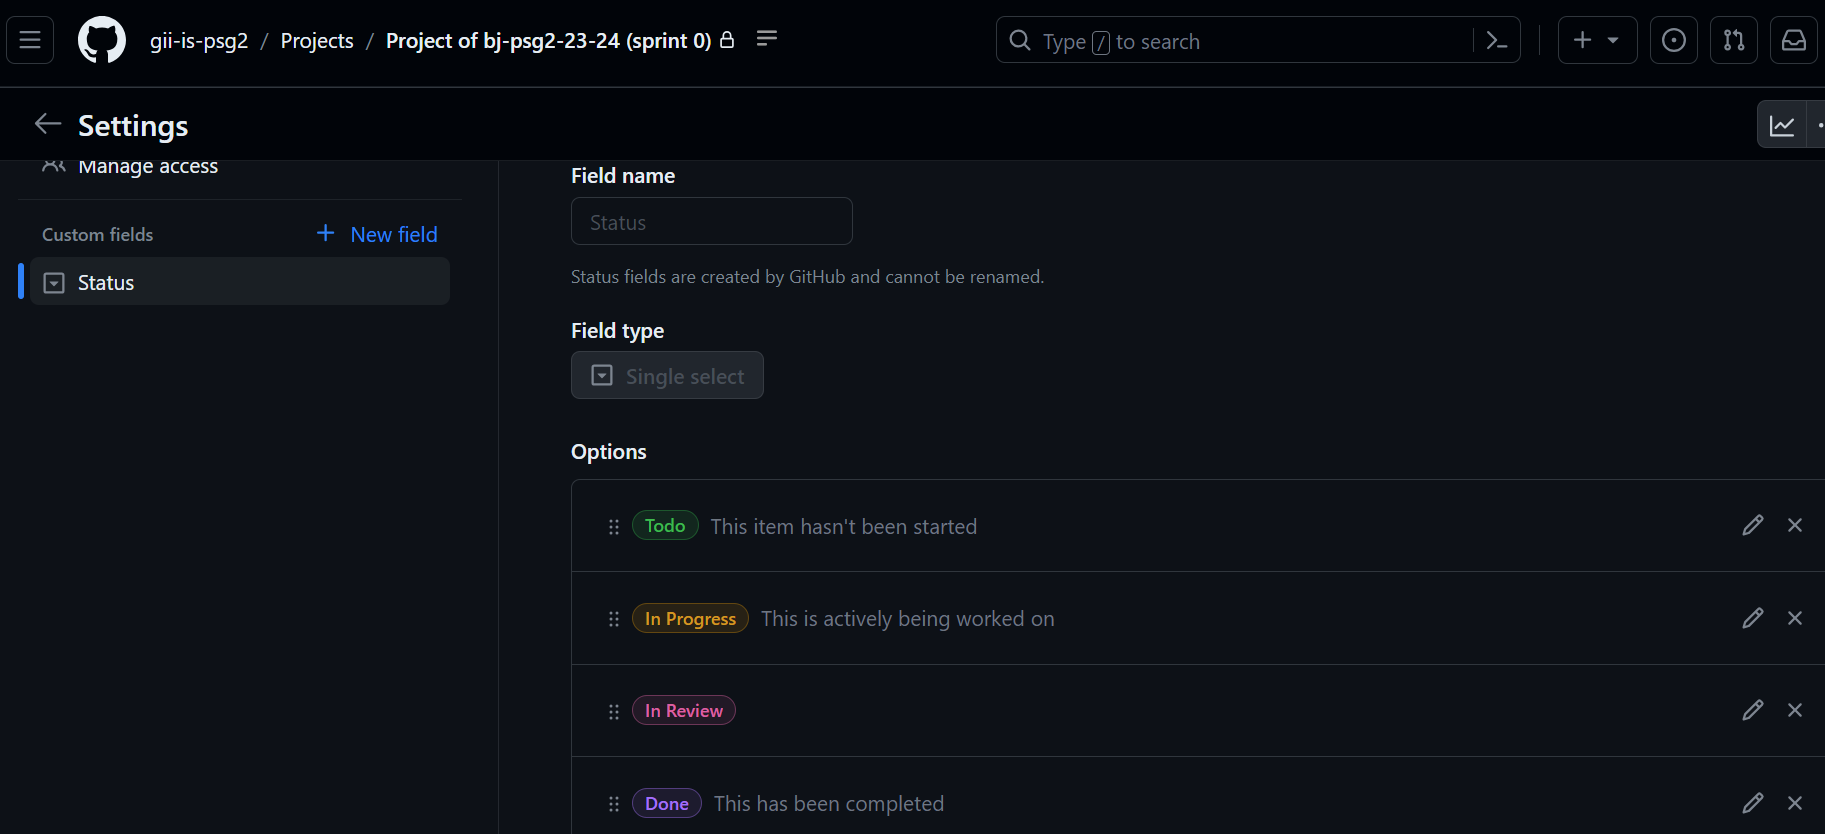 gii-is-psg2 / Projects / Project of bj-psg2-23-24 (sprint 0)
Type / to search
Settings
Manage access
Custom fields
New field
Status
Field name
Status
Status fields are created by GitHub and cannot be renamed.
Field type
Single select
Options
Todo This item hasn't been started
In Progress This is actively being worked on
In Review
Done This has been completed